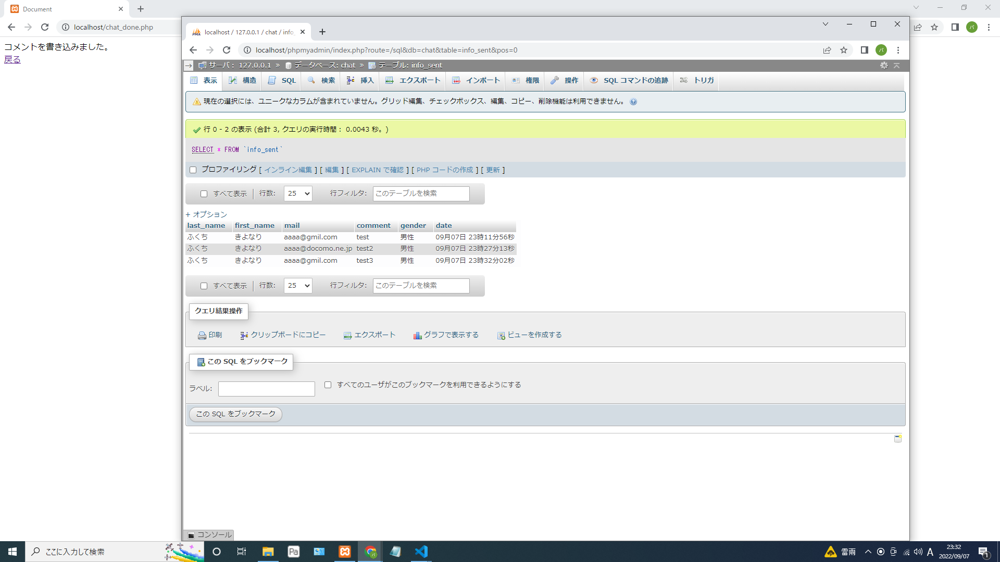 Document
localhost/chat_done.php
コメントを書き込みました。
戻る
localhost / 127.0.0.1 / chat / info_
localhost/phpmyadmin/index.php?route=/sql&db=chat&table=info_sent&pos=0
サーバ: 127.0.0.1 » データベース: chat » テーブル: info_sent
表示 構造 SQL 検索 挿入 エクスポート インポート 権限 操作 SQL コマンドの追跡 トリガ
現在の選択には、ユニークなカラムが含まれていません。グリッド編集、チェックボックス、編集、コピー、削除機能は利用できません。
行 0 - 2 の表示 (合計 3, クエリの実行時間: 0.0043 秒。)
SELECT * FROM `info_sent`
プロファイリング [ インライン編集 ] [ 編集 ] [ EXPLAIN で確認 ] [ PHP コードの作成 ] [ 更新 ]
すべて表示 行数: 25 行フィルタ: このテーブルを検索
+ オプション
last_name first_name mail comment gender date
ふくち きよなり aaaa@gmil.com test 男性 09月07日 23時11分56秒
ふくち きよなり aaaa@docomo.ne.jp test2 男性 09月07日 23時27分13秒
ふくち きよなり aaaa@gmil.com test3 男性 09月07日 23時32分02秒
すべて表示 行数: 25 行フィルタ: このテーブルを検索
クエリ結果操作
印刷 クリップボードにコピー エクスポート グラフで表示する ビューを作成する
この SQL をブックマーク
ラベル: すべてのユーザがこのブックマークを利用できるようにする
この SQL をブックマーク
コンソール
ここに入力して検索
Pa
雷雨
A
23:32
2022/09/07
1